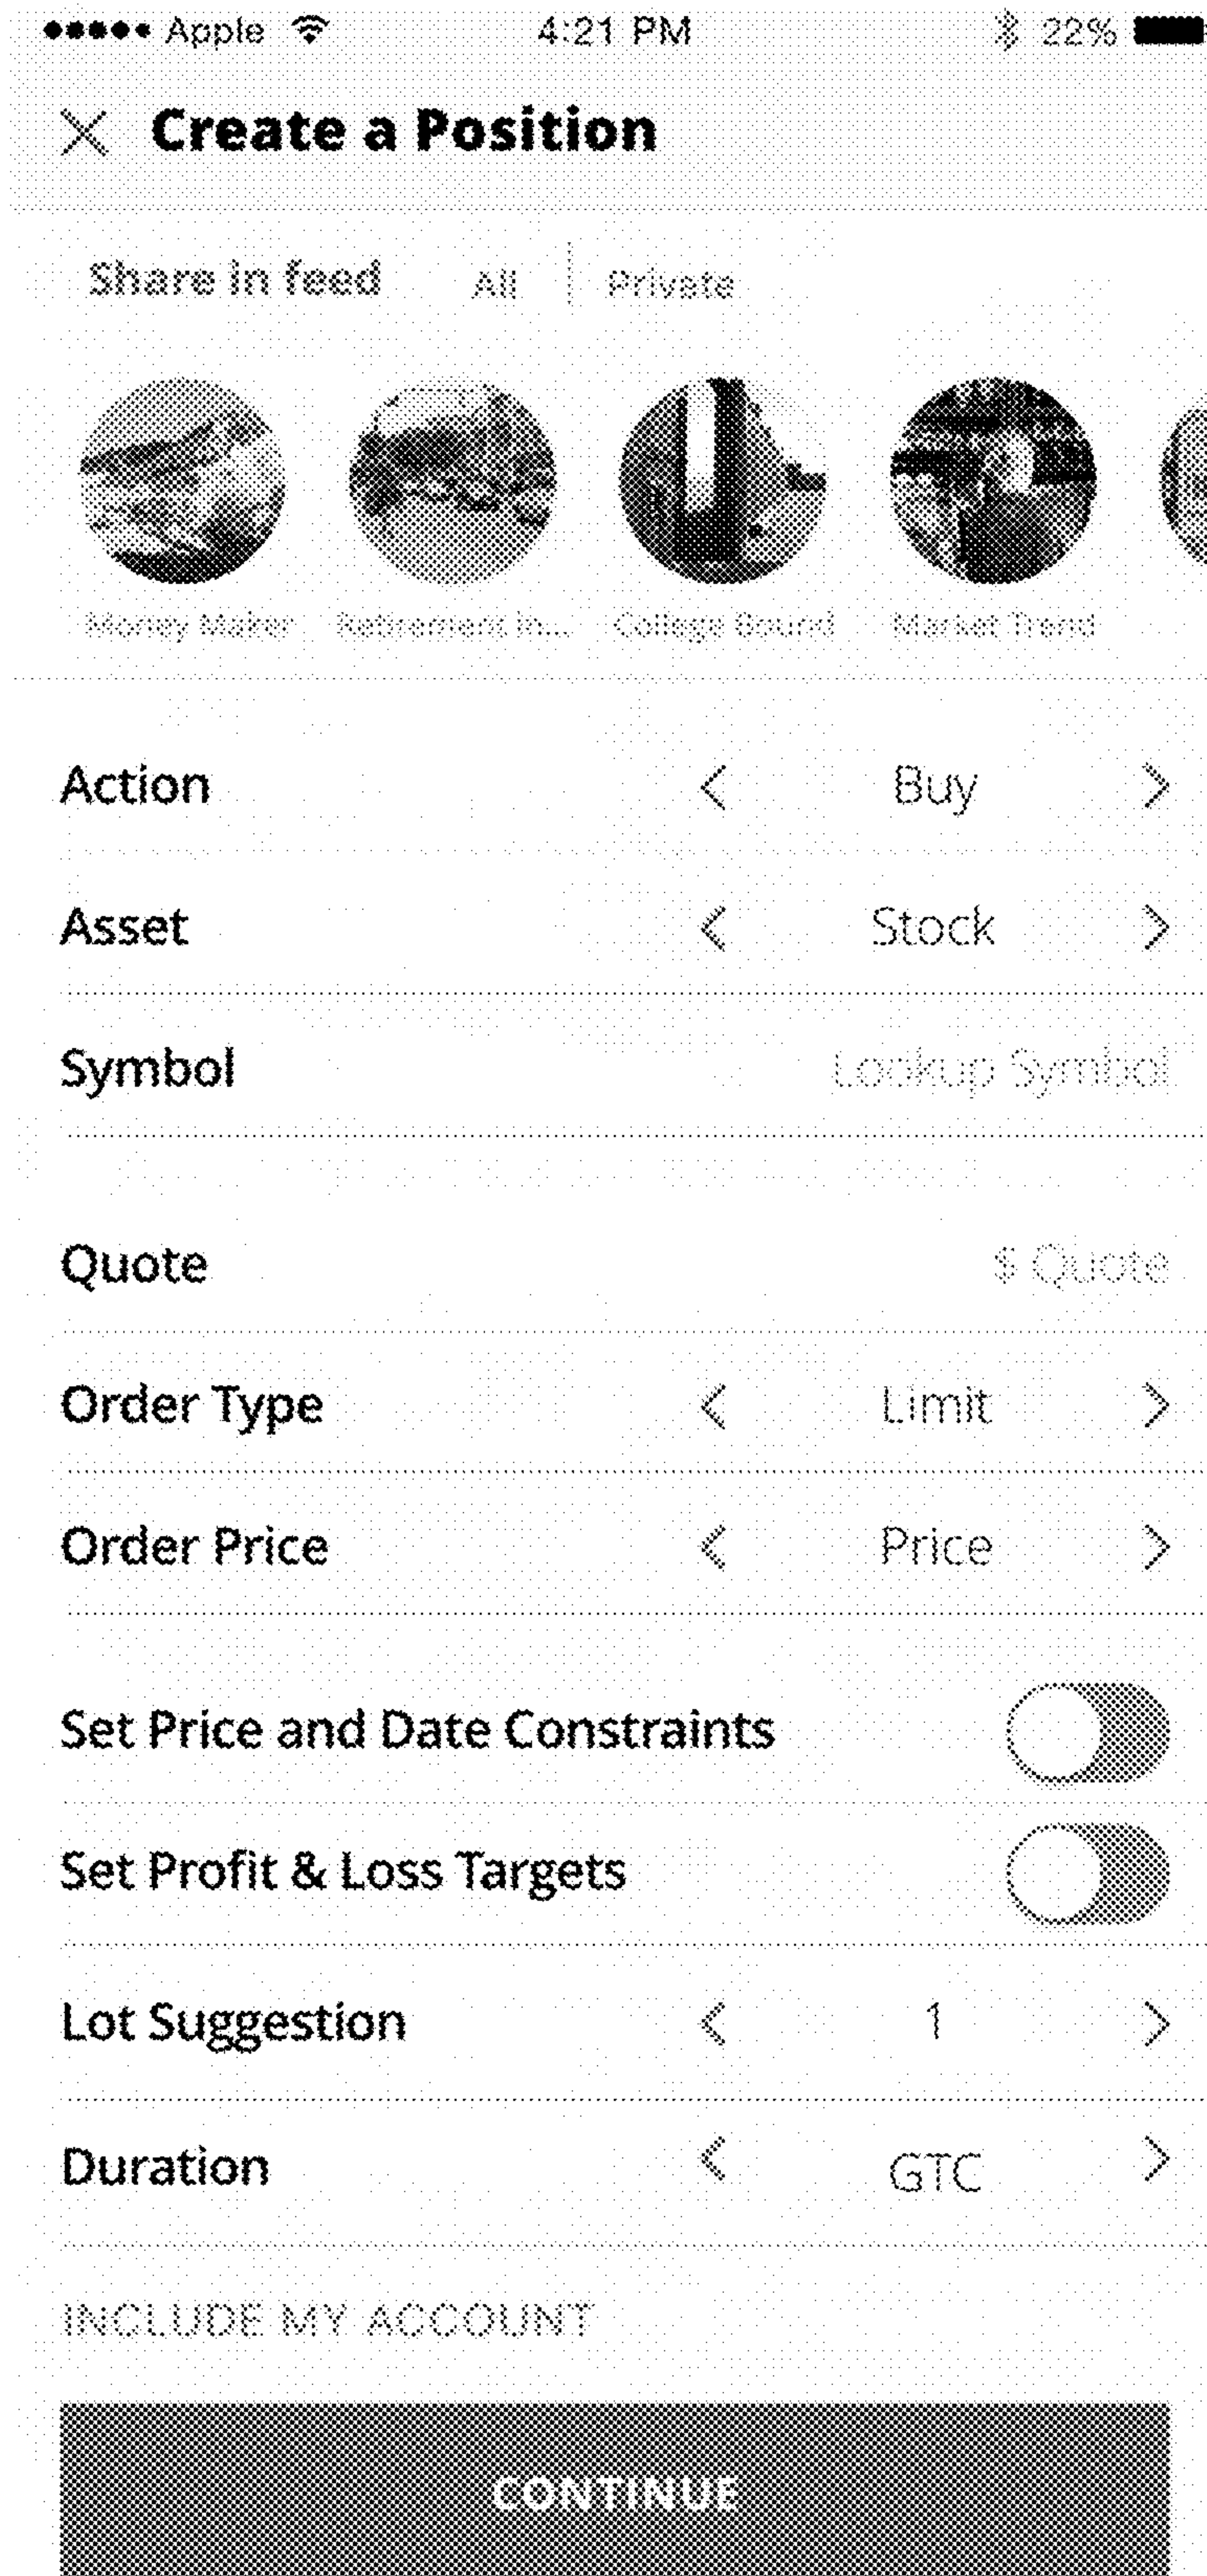 Apple 4:21 PM 22%
Create a Position
Share in feed All Private
Money Maker Retirement in... College Bound Market Trend
Action Buy
Asset Stock
Symbol Lookup Symbol
Quote $ Quote
Order Type Limit
Order Price Price
Set Price and Date Constraints
Set Profit & Loss Targets
Lot Suggestion 1
Duration GTC
INCLUDE MY ACCOUNT
CONTINUE